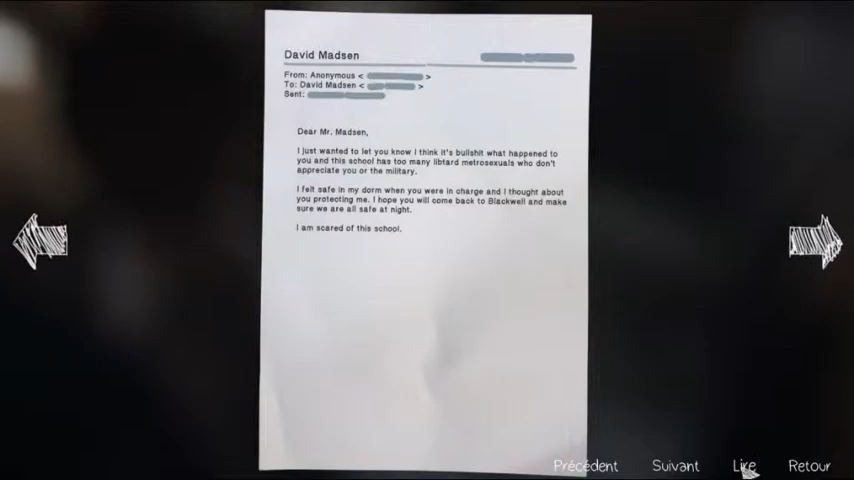 David Madsen
From: Anonymous < >
To: David Madsen < >
Sent:
Dear Mr. Madsen,
I just wanted to let you know I think it's bullshit what happened to
you and this school has too many libtard metrosexuals who don't
appreciate you or the military.
I felt safe in my dorm when you were in charge and I thought about
you protecting me. I hope you will come back to Blackwell and make
sure we are all safe at night.
I am scared of this school.
Précédent Suivant Lire Retour